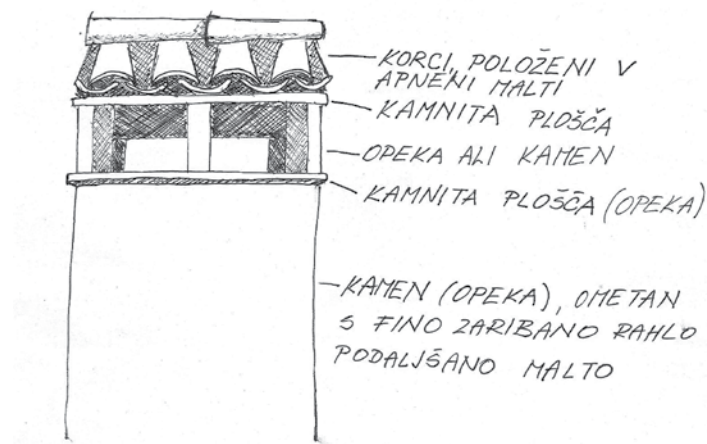 KORCI, POLOŽENI V
APNENI MALTI
KAMNITA PLOŠČA
OPEKA ALI KAMEN
KAMNITA PLOŠČA (OPEKA)
KAMEN (OPEKA), OMETAN
S FINO ZARIBANO RAHLO
PODALJŠANO MALTO